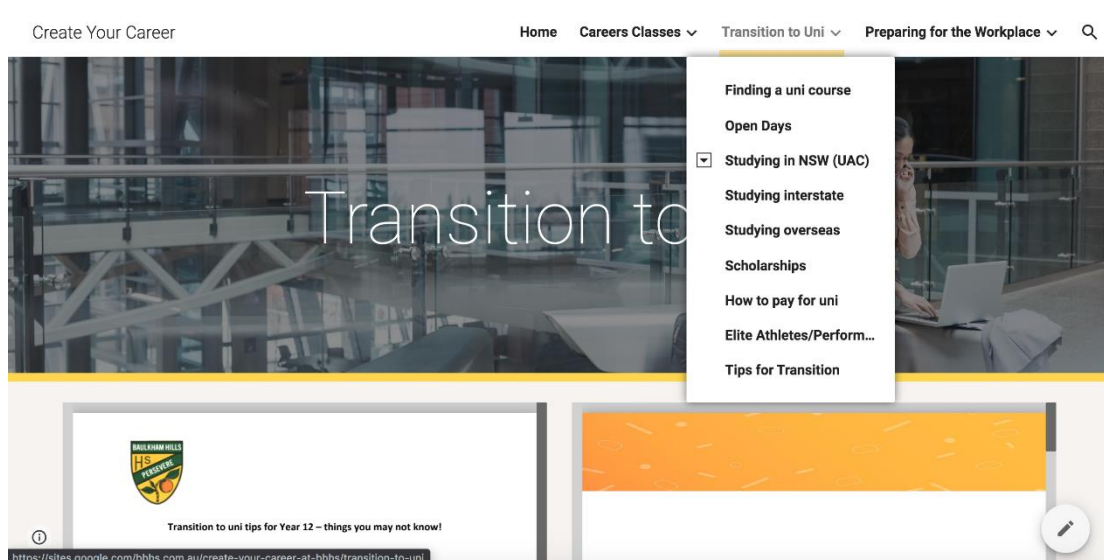 Create Your Career
Home Careers Classes Transition to Uni Preparing for the Workplace
Finding a uni course
Open Days
Studying in NSW (UAC)
Studying interstate
Studying overseas
Scholarships
How to pay for uni
Elite Athletes/Perform...
Tips for Transition
Transition to
BAULKHAM HILLS
HS
PERSEVERE
Transition to uni tips for Year 12 – things you may not know!
https://sites.google.com/bbhs.com.au/create-your-career-at-bhhs/transition-to-uni